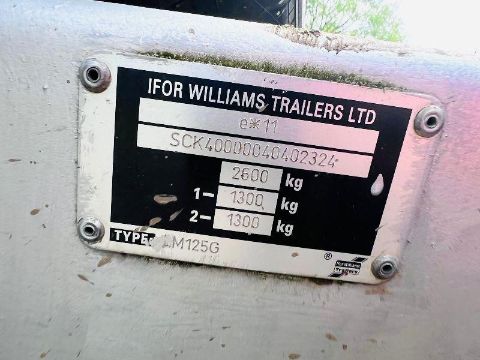 IFOR WILLIAMS TRAILERS LTD
e*11
SCK40000040402324
2600 kg
1- 1300 kg
2- 1300 kg
TYPE: LM125G
®